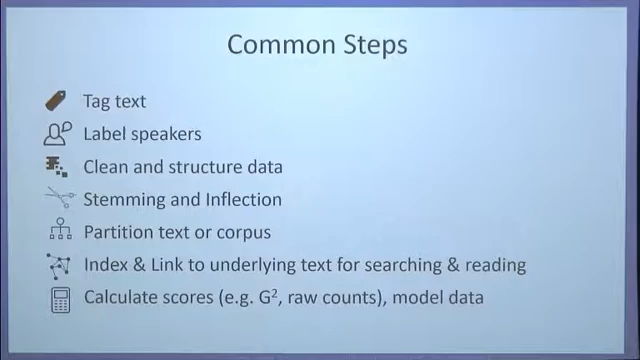 Common Steps
Tag text
Label speakers
Clean and structure data
Stemming and Inflection
Partition text or corpus
Index & Link to underlying text for searching & reading
Calculate scores (e.g. G², raw counts), model data